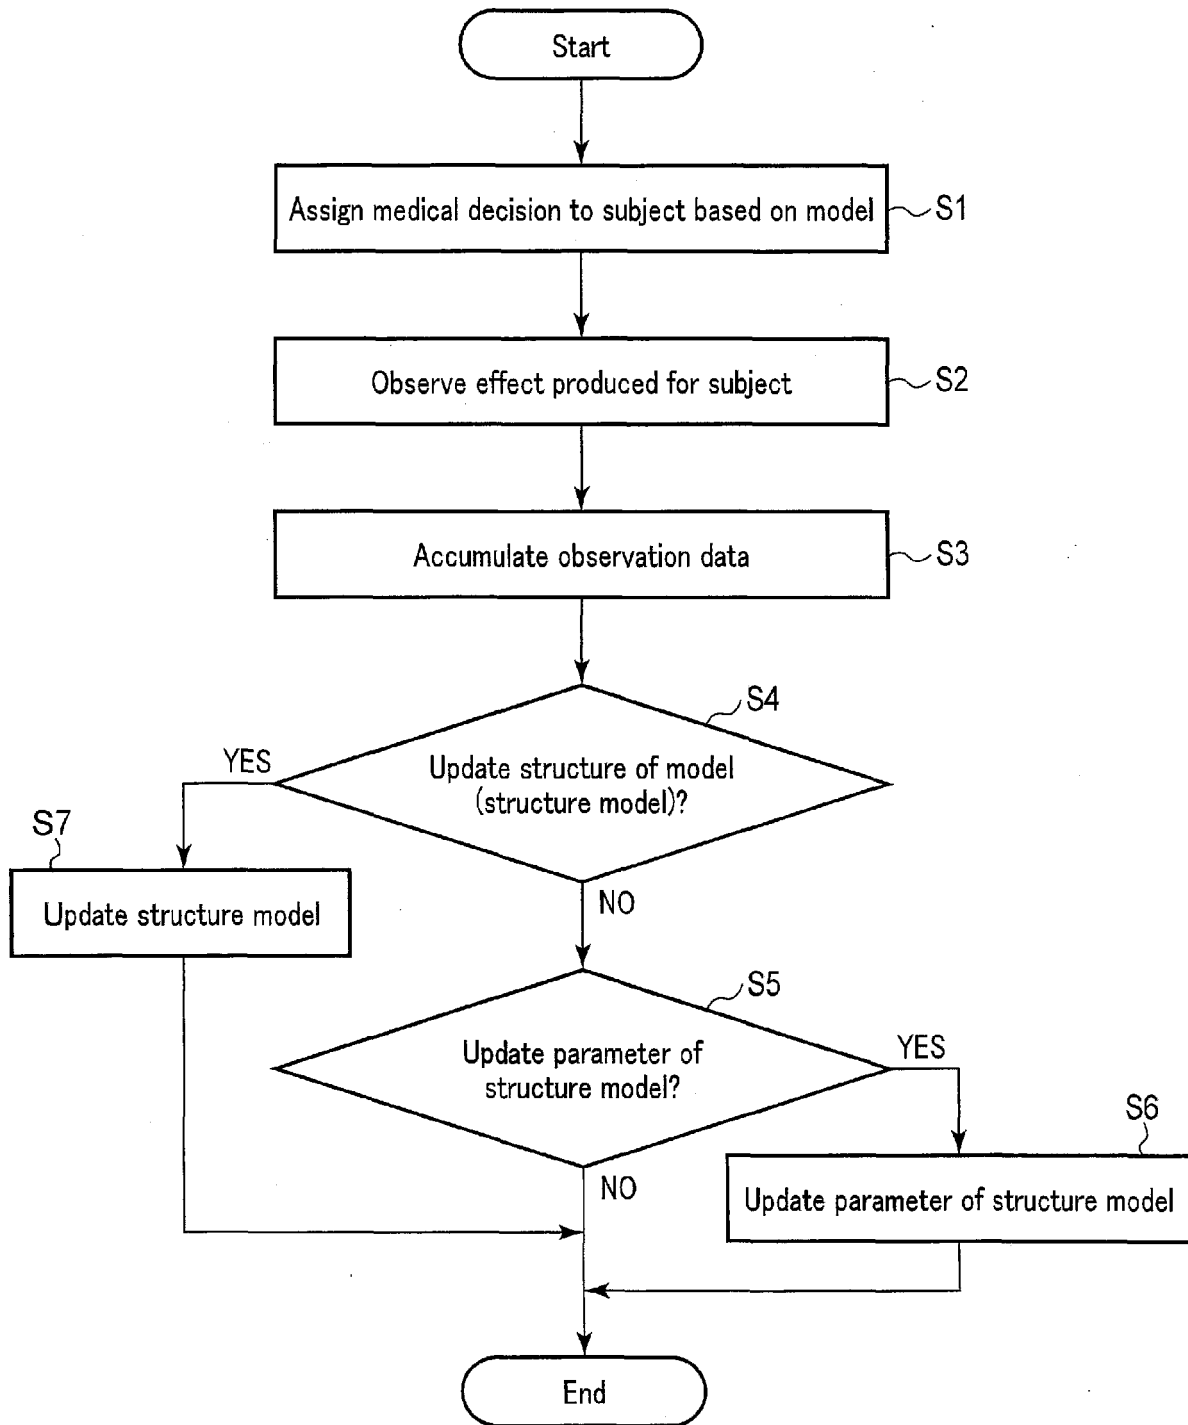 Start
Assign medical decision to subject based on model
S1
Observe effect produced for subject
S2
Accumulate observation data
S3
S4
Update structure of model
(structure model)?
YES
S7
Update structure model
NO
S5
Update parameter of
structure model?
YES
S6
Update parameter of structure model
NO
End